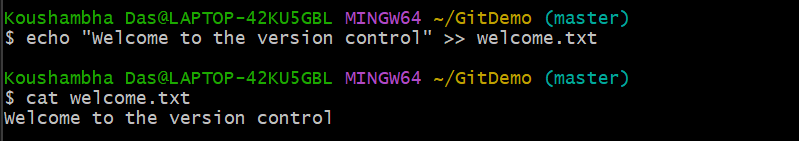 Koushambha Das@LAPTOP-42KU5GBL MINGW64 ~/GitDemo (master)
$ echo "Welcome to the version control" >> welcome.txt
Koushambha Das@LAPTOP-42KU5GBL MINGW64 ~/GitDemo (master)
$ cat welcome.txt
Welcome to the version control